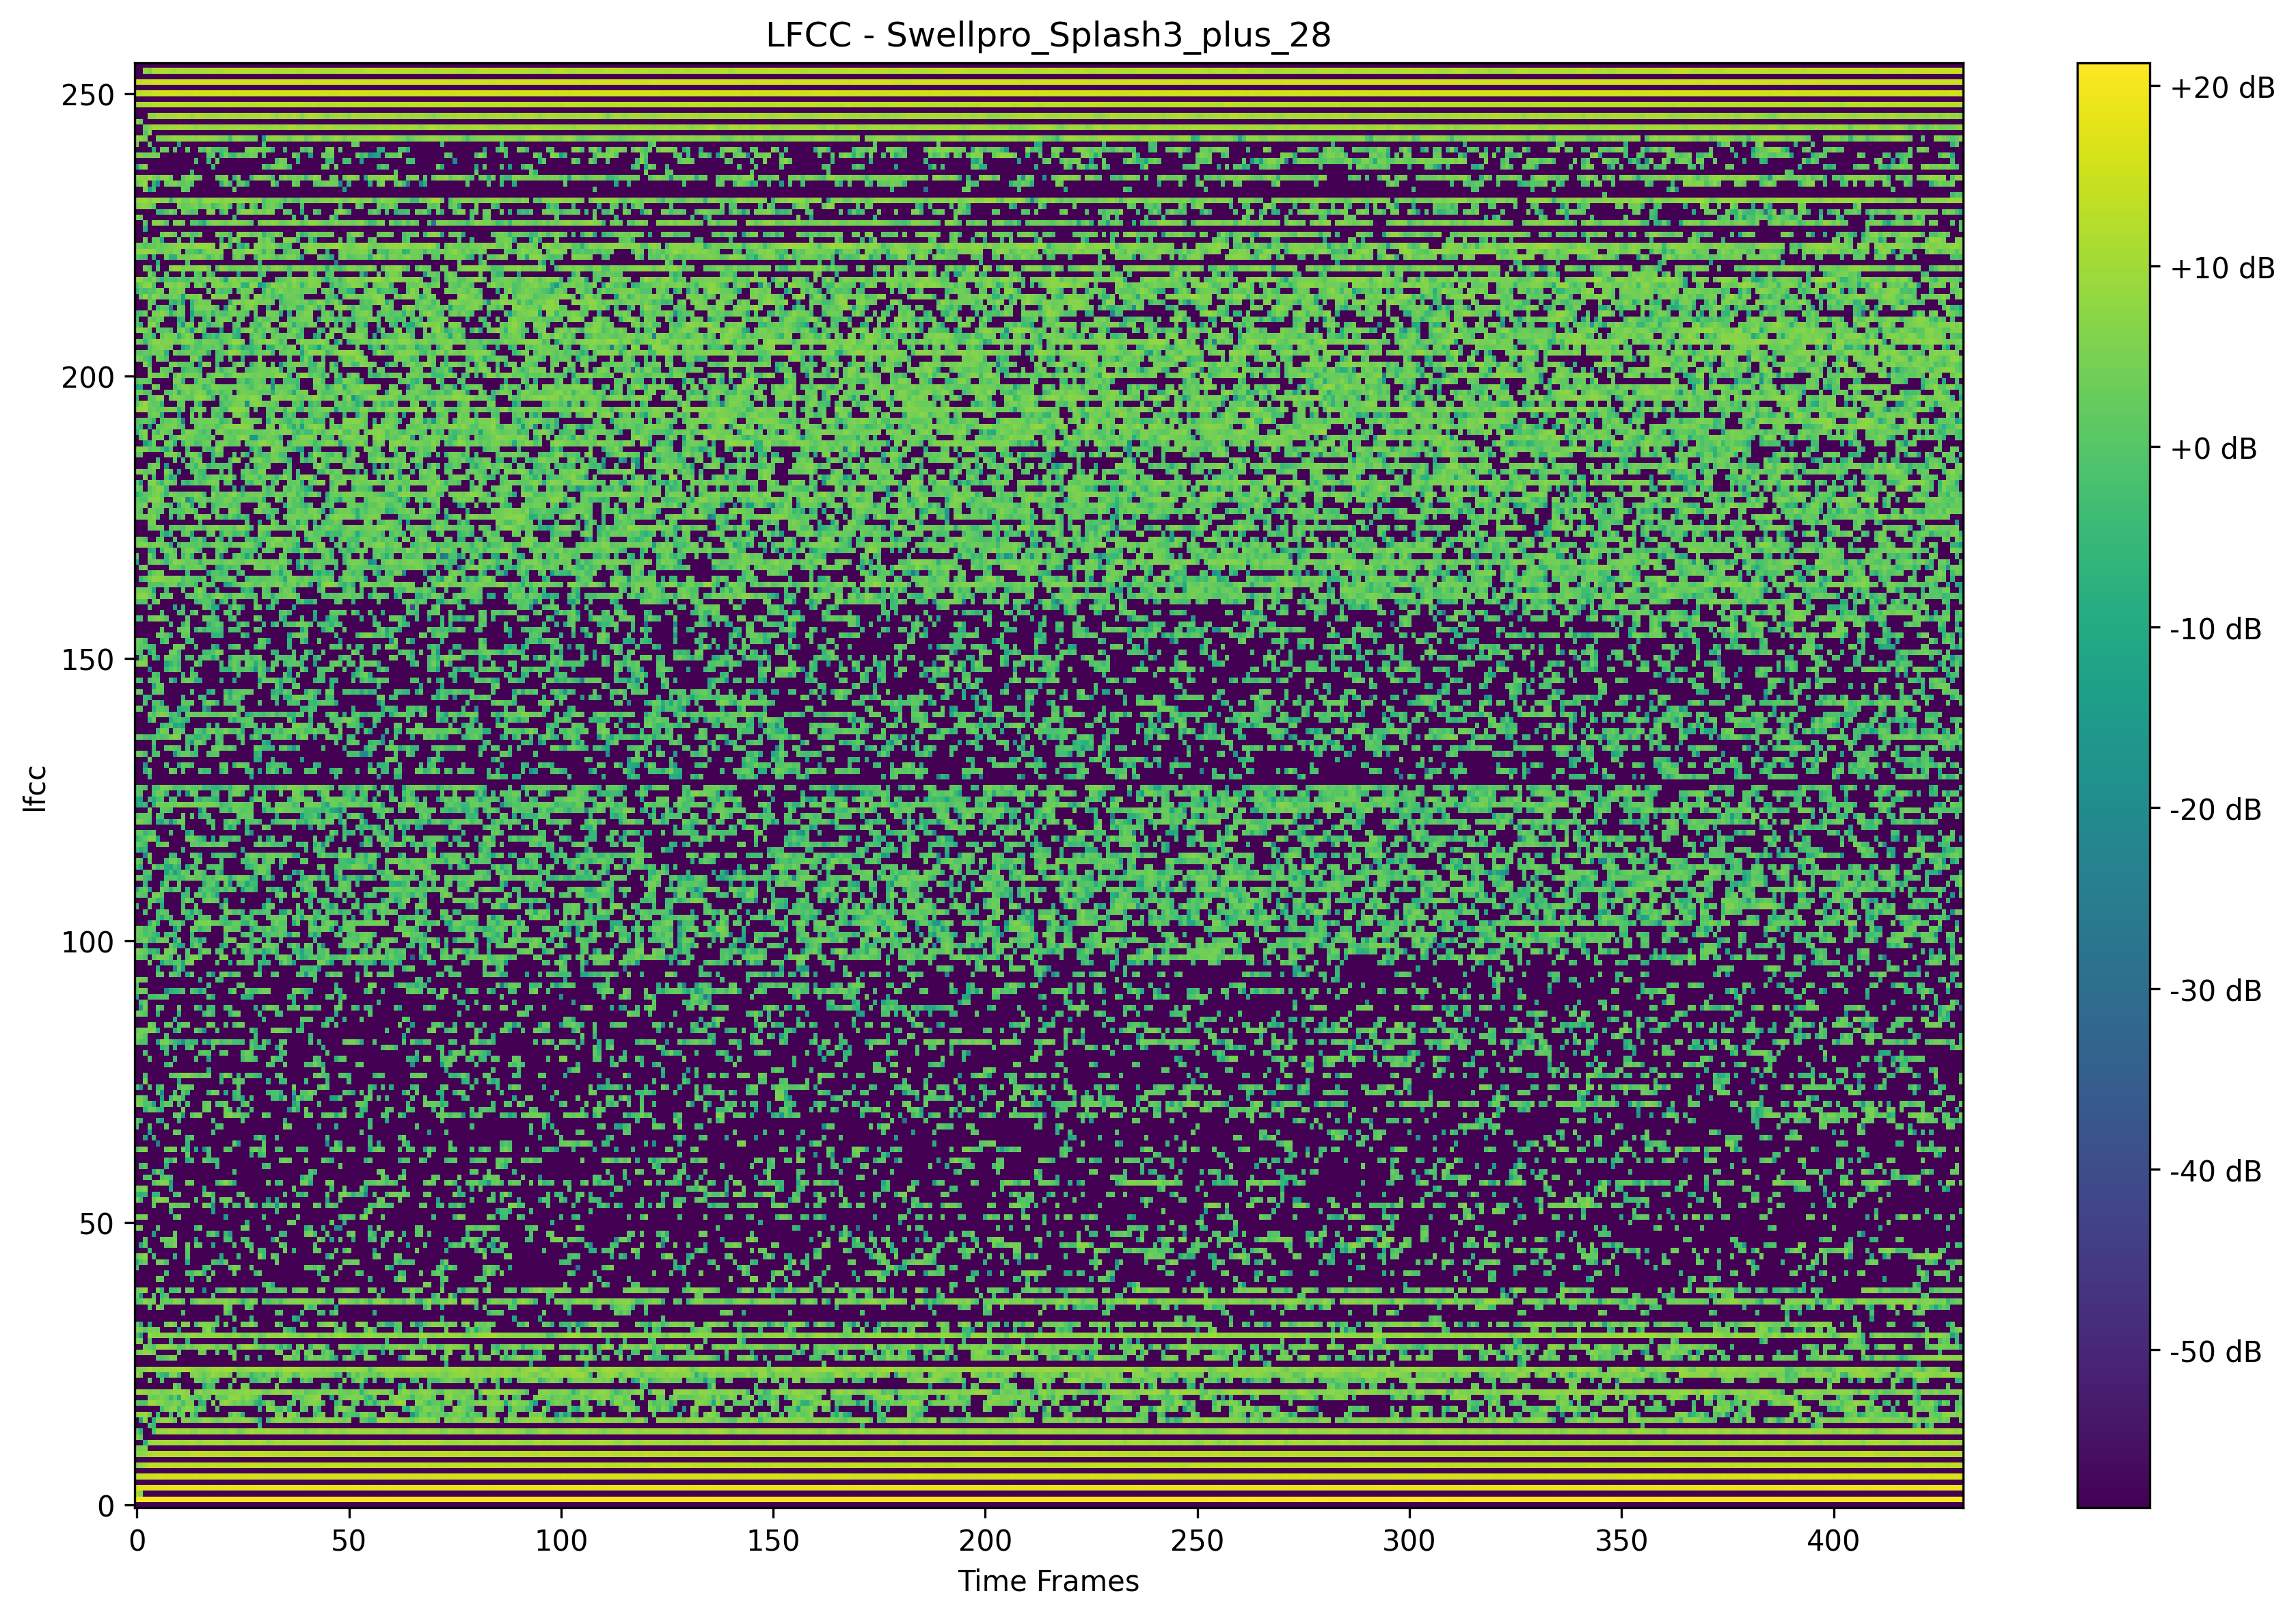 LFCC - Swellpro_Splash3_plus_28
lfcc
250
200
150
100
50
0
0 50 100 150 200 250 300 350 400
Time Frames
+20 dB
+10 dB
+0 dB
-10 dB
-20 dB
-30 dB
-40 dB
-50 dB